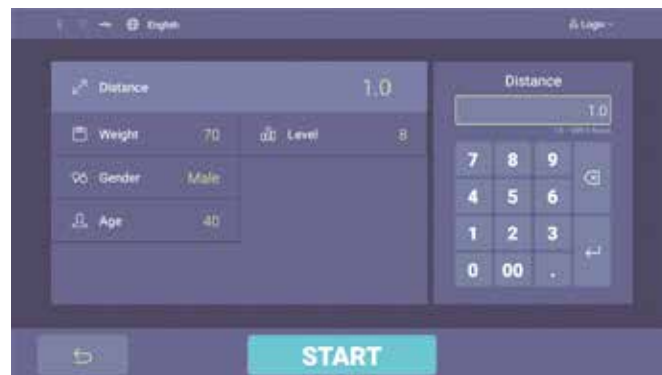 English
Login
Distance 1.0
Weight 70 Level 8
Gender Male
Age 40
Distance
1.0
7 8 9
4 5 6
1 2 3
0 00 .
START